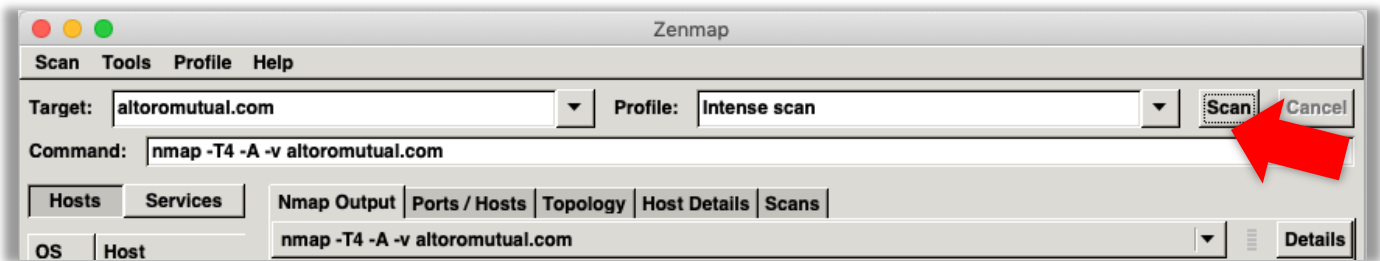 Zenmap
Scan Tools Profile Help
Target: altoromutual.com Profile: Intense scan Scan Cancel
Command: nmap -T4 -A -v altoromutual.com
Hosts Services Nmap Output Ports / Hosts Topology Host Details Scans
OS Host nmap -T4 -A -v altoromutual.com Details